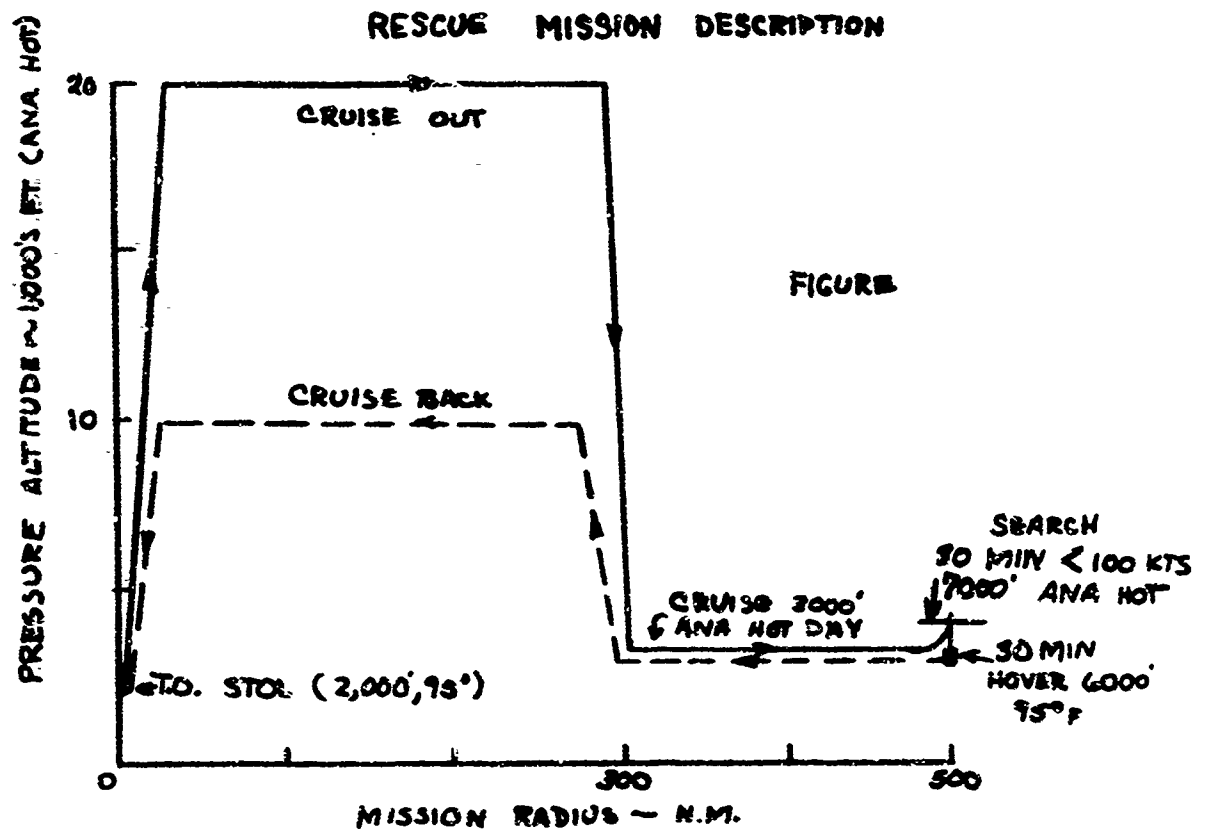 RESCUE MISSION DESCRIPTION
PRESSURE ALTITUDE ~ 1,000'S FT. CANA HOT)
20
CRUISE OUT
FIGURE
CRUISE BACK
10
SEARCH
30 MIN < 100 KTS
7000' ANA HOT
CRUISE 3000'
ANA HOT DAY
30 MIN
HOVER 6000'
95°F
T.O. STOL (2,000', 95°)
0
300
500
MISSION RADIUS ~ N.M.